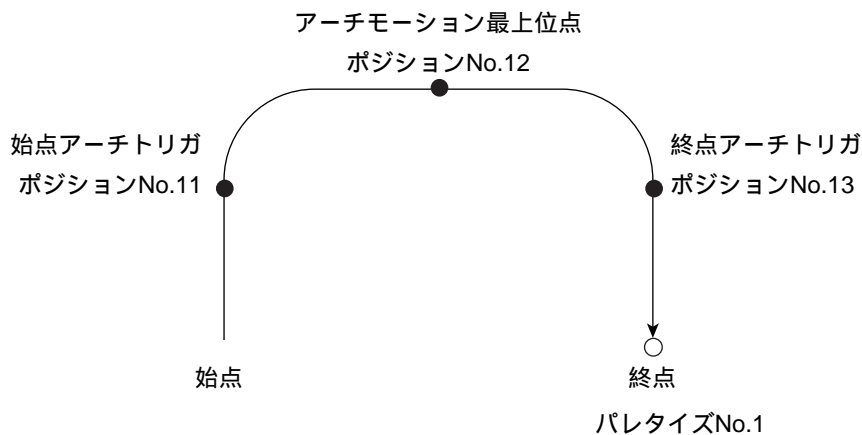 アーチモーション最上位点
ポジションNo.12
始点アーチトリガ
ポジションNo.11
終点アーチトリガ
ポジションNo.13
始点
終点
パレタイズNo.1